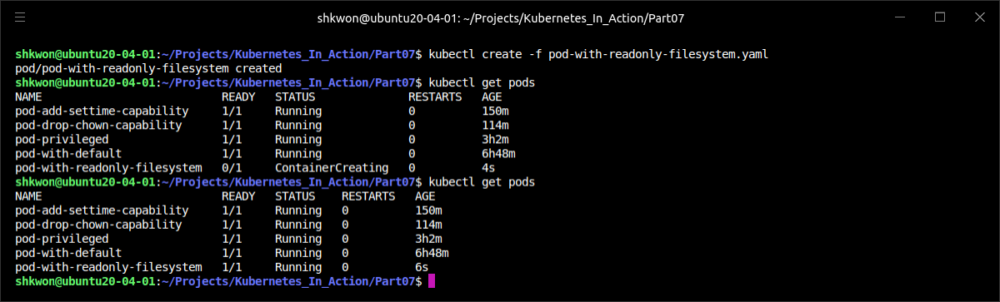 shkwon@ubuntu20-04-01: ~/Projects/Kubernetes_In_Action/Part07
shkwon@ubuntu20-04-01:~/Projects/Kubernetes_In_Action/Part07$ kubectl create -f pod-with-readonly-filesystem.yaml
pod/pod-with-readonly-filesystem created
shkwon@ubuntu20-04-01:~/Projects/Kubernetes_In_Action/Part07$ kubectl get pods
NAME                           READY   STATUS              RESTARTS   AGE
pod-add-settime-capability     1/1     Running             0          150m
pod-drop-chown-capability      1/1     Running             0          114m
pod-privileged                 1/1     Running             0          3h2m
pod-with-default               1/1     Running             0          6h48m
pod-with-readonly-filesystem   0/1     ContainerCreating   0          4s
shkwon@ubuntu20-04-01:~/Projects/Kubernetes_In_Action/Part07$ kubectl get pods
NAME                           READY   STATUS    RESTARTS   AGE
pod-add-settime-capability     1/1     Running   0          150m
pod-drop-chown-capability      1/1     Running   0          114m
pod-privileged                 1/1     Running   0          3h2m
pod-with-default               1/1     Running   0          6h48m
pod-with-readonly-filesystem   1/1     Running   0          6s
shkwon@ubuntu20-04-01:~/Projects/Kubernetes_In_Action/Part07$